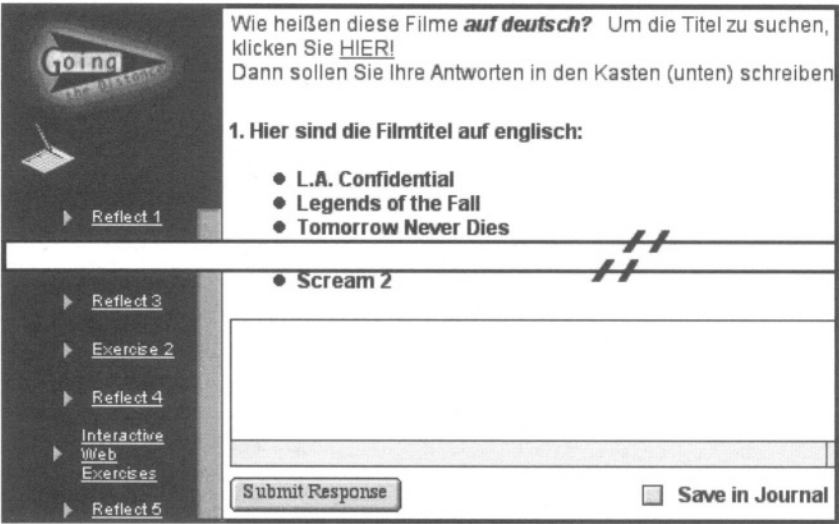 Going
the Distance
Reflect 1
Reflect 3
Exercise 2
Reflect 4
Interactive
Web
Exercises
Reflect 5
Wie heißen diese Filme auf deutsch? Um die Titel zu suchen,
klicken Sie HIER!
Dann sollen Sie Ihre Antworten in den Kasten (unten) schreiben
1. Hier sind die Filmtitel auf englisch:
● L.A. Confidential
● Legends of the Fall
● Tomorrow Never Dies
● Scream 2
Submit Response
Save in Journal